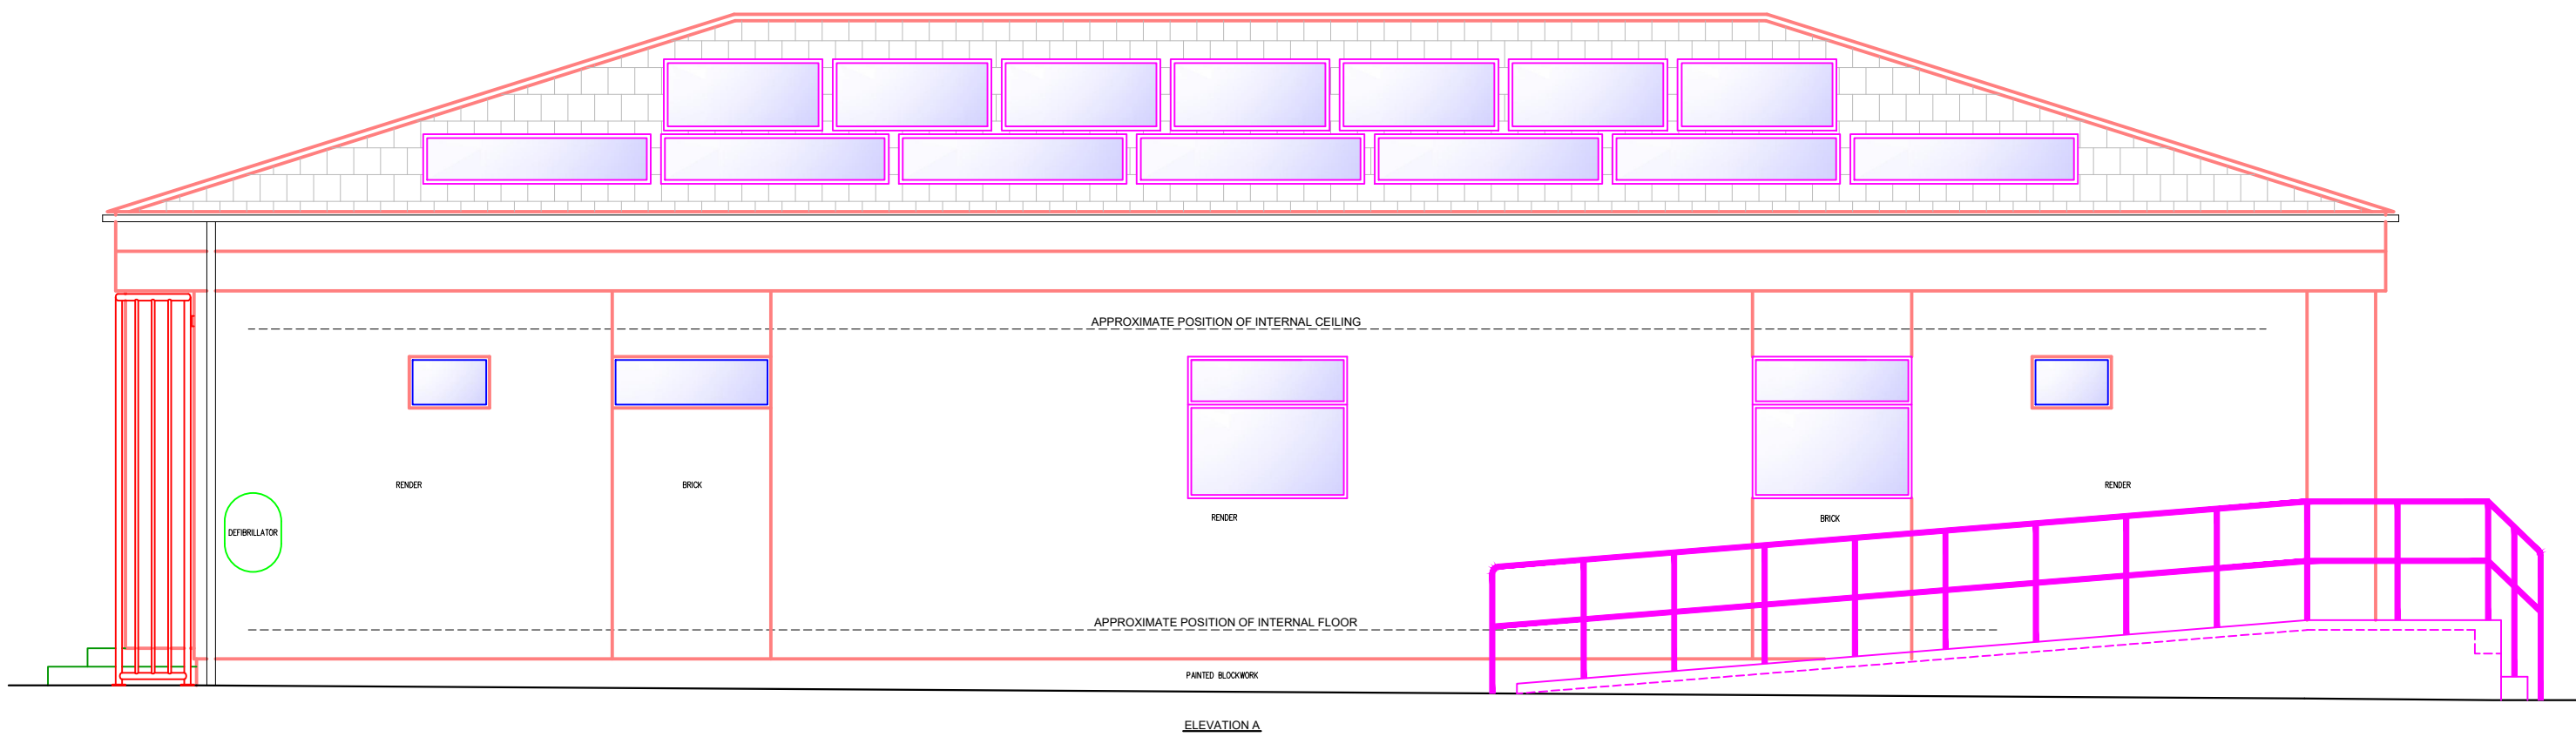 APPROXIMATE POSITION OF INTERNAL CEILING
RENDER
BRICK
RENDER
RENDER
BRICK
DEFIBRILLATOR
APPROXIMATE POSITION OF INTERNAL FLOOR
PAINTED BLOCKWORK
ELEVATION A